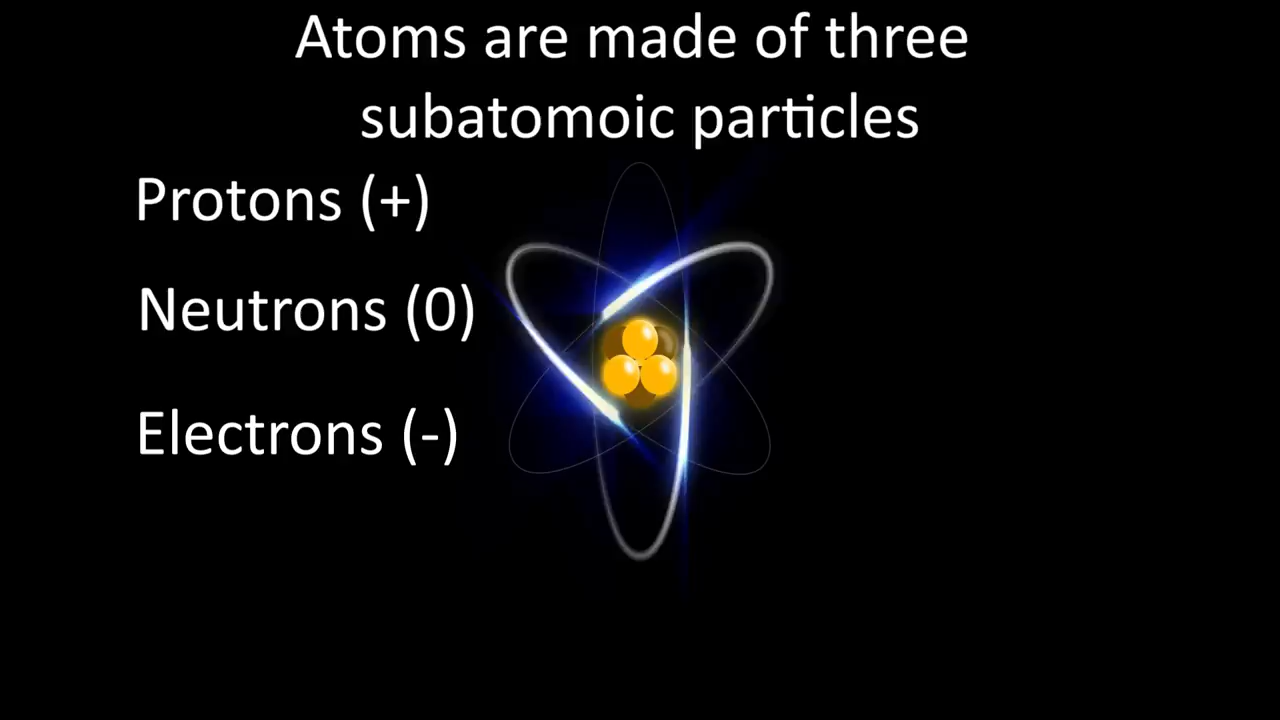 Atoms are made of three
subatomoic particles
Protons (+)
Neutrons (0)
Electrons (-)